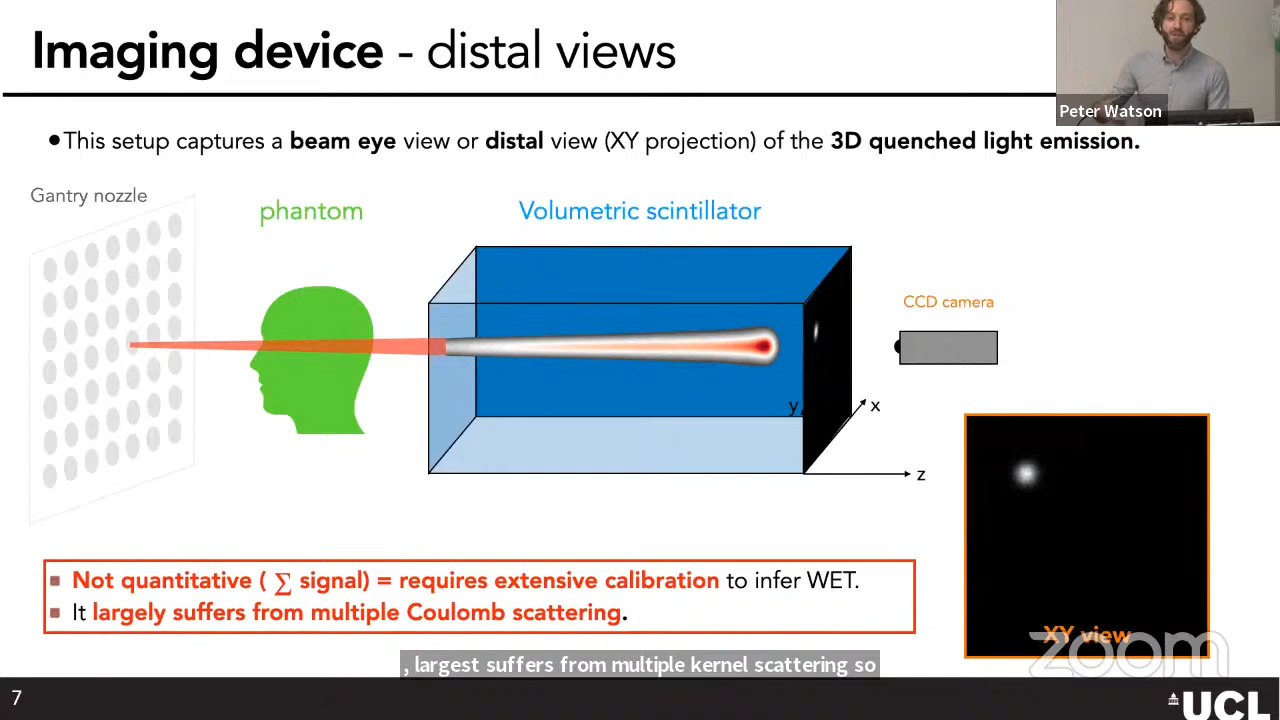 Imaging device - distal views
Peter Watson
•This setup captures a beam eye view or distal view (XY projection) of the 3D quenched light emission.
Gantry nozzle
phantom
Volumetric scintillator
CCD camera
y
x
z
Not quantitative ( ∑ signal) = requires extensive calibration to infer WET.
It largely suffers from multiple Coulomb scattering.
XY view
zoom
, largest suffers from multiple kernel scattering so
7
UCL